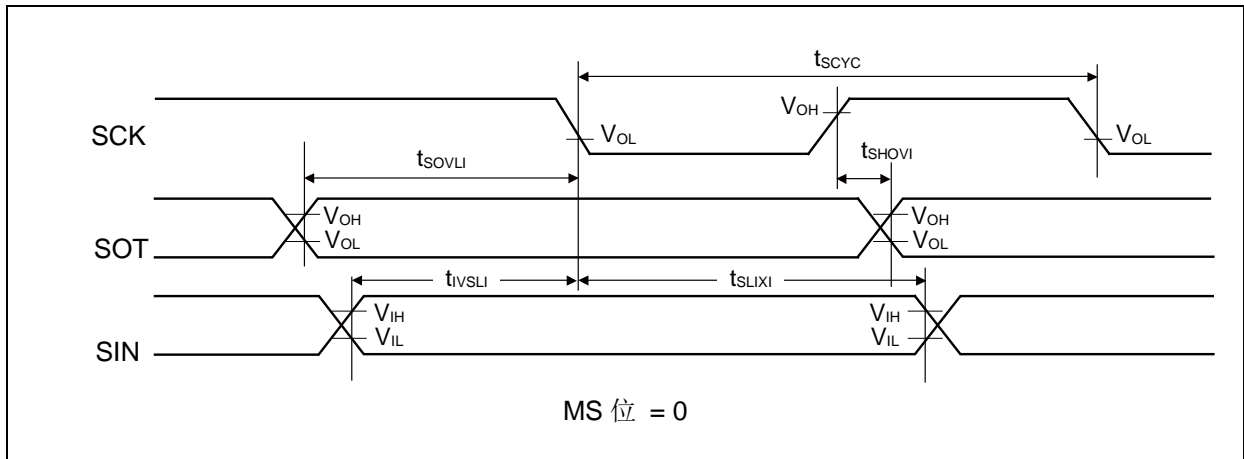 tSCYC
SCK
VOH
VOL
VOL
tSHOVI
tSOVLI
SOT
VOH
VOL
VOH
VOL
tIVSLI
tSLIXI
SIN
VIH
VIL
VIH
VIL
MS 位 = 0